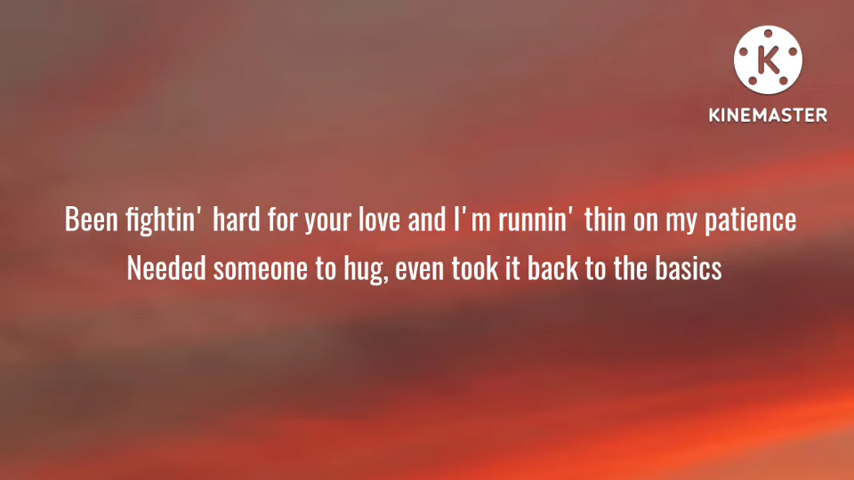 KINEMASTER
Been fightin' hard for your love and I'm runnin' thin on my patience
Needed someone to hug, even took it back to the basics